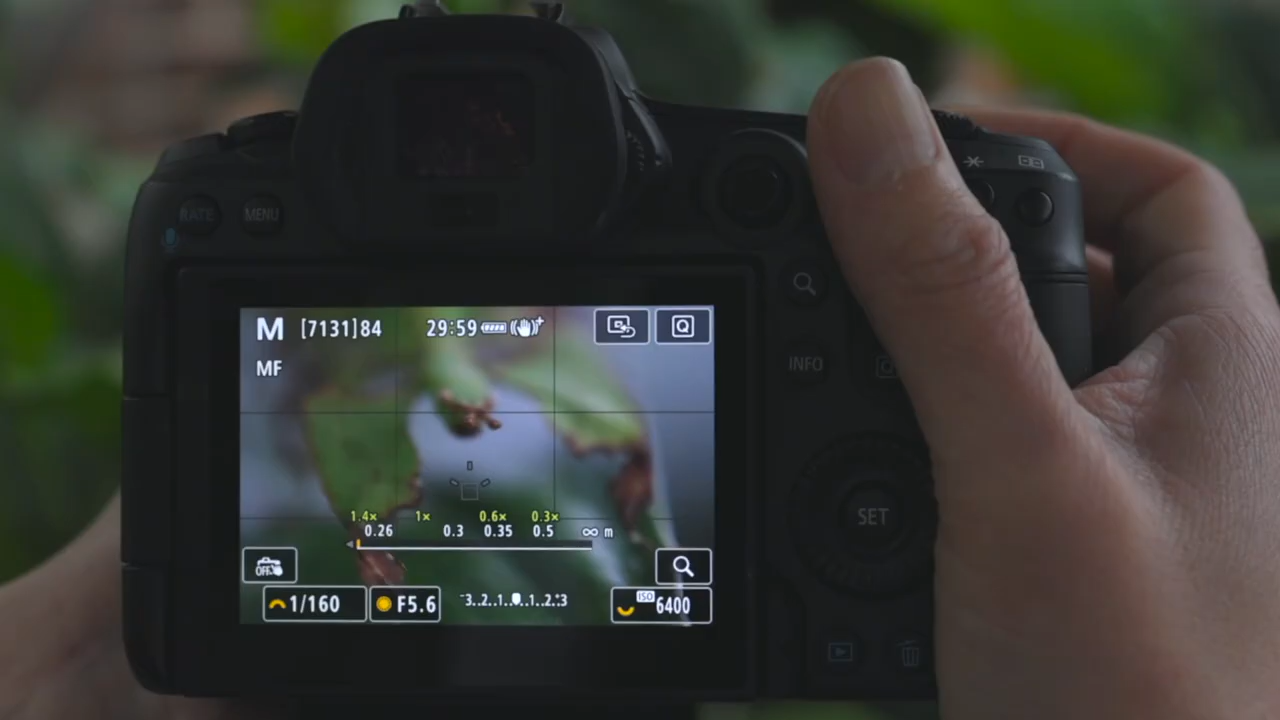 RATE MENU
M [7131]84 29:59
Q
MF
INFO
Q
1.4× 1× 0.6× 0.3×
0.26 0.3 0.35 0.5 ∞ m
SET
OFF
1/160 F5.6 -3..2..1..0..1..2..:3 ISO 6400